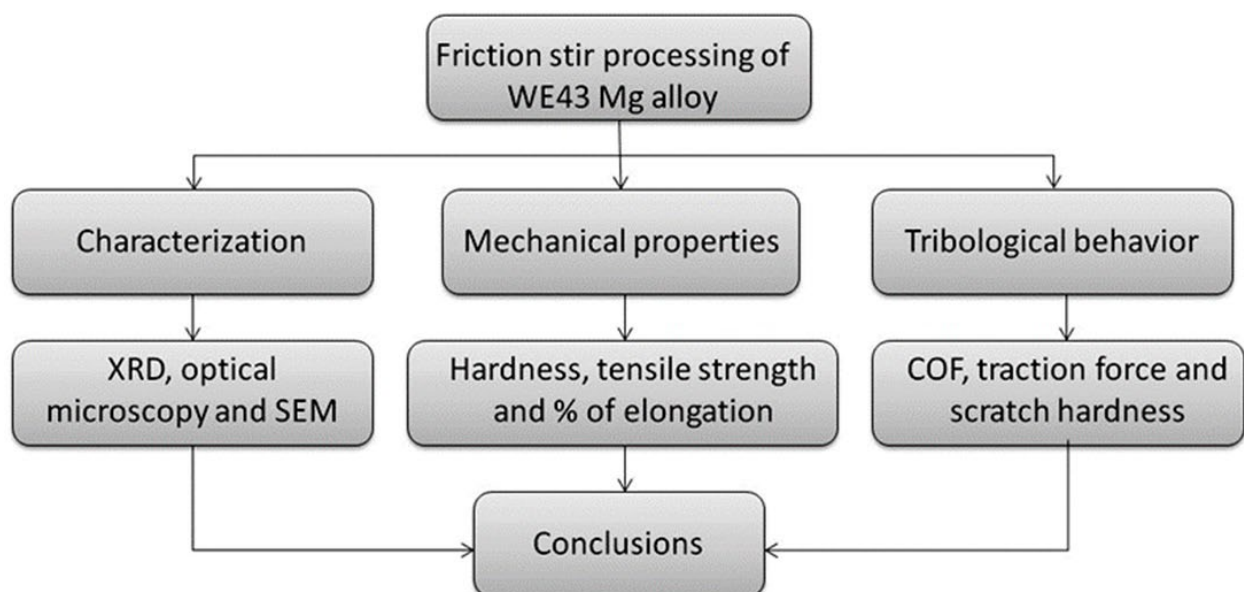 Friction stir processing of
WE43 Mg alloy
Characterization
Mechanical properties
Tribological behavior
XRD, optical
microscopy and SEM
Hardness, tensile strength
and % of elongation
COF, traction force and
scratch hardness
Conclusions